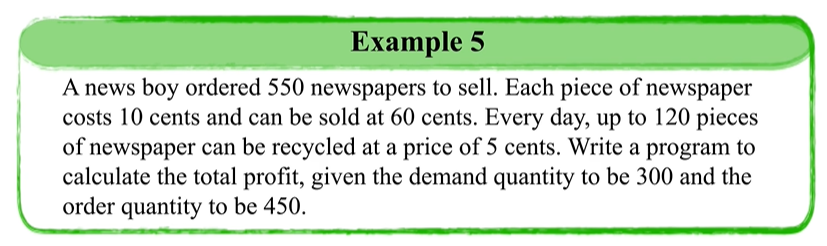 Example 5
A news boy ordered 550 newspapers to sell. Each piece of newspaper
costs 10 cents and can be sold at 60 cents. Every day, up to 120 pieces
of newspaper can be recycled at a price of 5 cents. Write a program to
calculate the total profit, given the demand quantity to be 300 and the
order quantity to be 450.